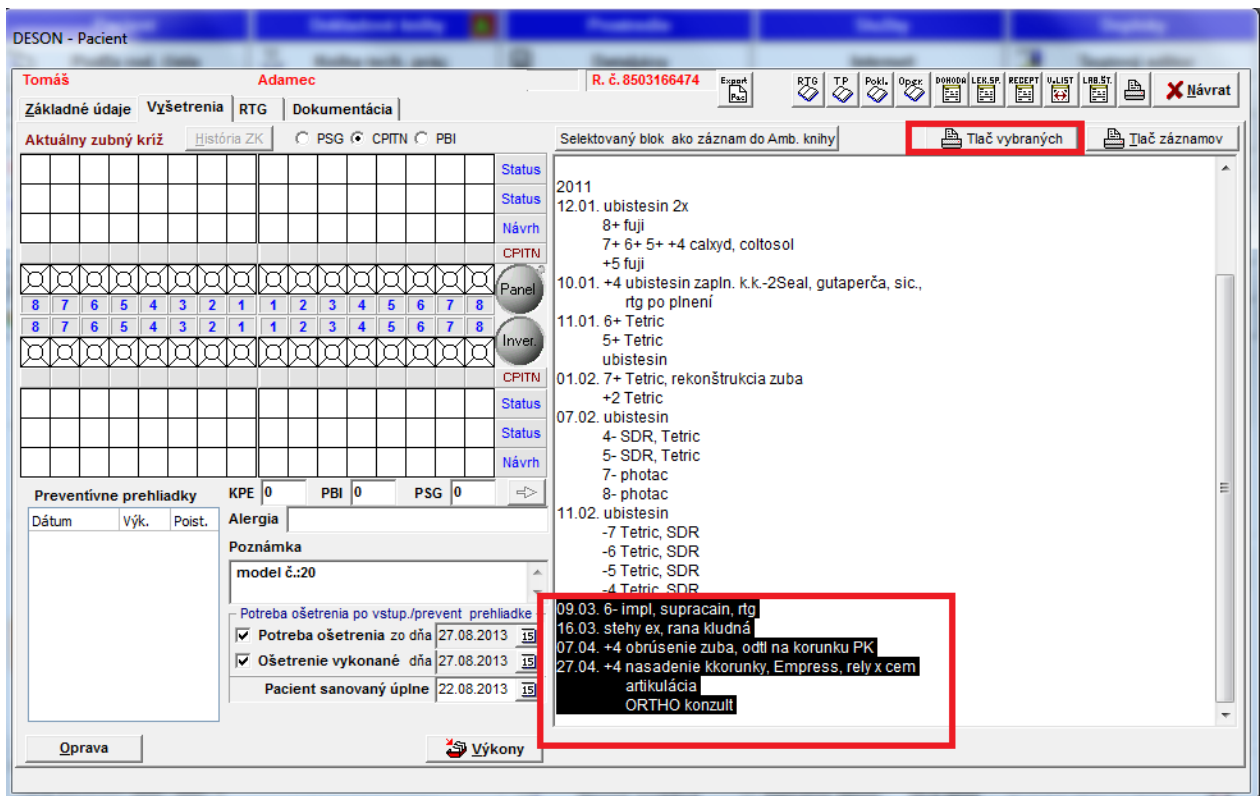 DESON - Pacient
Tomáš Adamec R. č. 8503166474 Export Pac RTG TP Pokl. Opgr. DOHODA LEK.SP. RECEPT V.LIST LAB.ŠT. Návrat
Základné údaje Vyšetrenia RTG Dokumentácia
Aktuálny zubný kríž História ZK PSG CPITN PBI Selektovaný blok ako záznam do Amb. knihy Tlač vybraných Tlač záznamov
Status
Status
Návrh
CPITN
Panel
8 7 6 5 4 3 2 1 1 2 3 4 5 6 7 8
8 7 6 5 4 3 2 1 1 2 3 4 5 6 7 8
Inver.
CPITN
Status
Status
Návrh
Preventívne prehliadky KPE 0 PBI 0 PSG 0
Dátum Výk. Poist.
Alergia
Poznámka
model č.:20
Potreba ošetrenia po vstup./prevent prehliadke
Potreba ošetrenia zo dňa 27.08.2013 15
Ošetrenie vykonané dňa 27.08.2013 15
Pacient sanovaný úplne 22.08.2013 15
Oprava Výkony
2011
12.01. ubistesin 2x
8+ fuji
7+ 6+ 5+ +4 calxyd, coltosol
+5 fuji
10.01. +4 ubistesin zapln. k.k.-2Seal, gutaperča, sic.,
rtg po plnení
11.01. 6+ Tetric
5+ Tetric
ubistesin
01.02. 7+ Tetric, rekonštrukcia zuba
+2 Tetric
07.02. ubistesin
4- SDR, Tetric
5- SDR, Tetric
7- photac
8- photac
11.02. ubistesin
-7 Tetric, SDR
-6 Tetric, SDR
-5 Tetric, SDR
-4 Tetric, SDR
09.03. 6- impl, supracain, rtg
16.03. stehy ex, rana kludná
07.04. +4 obrúsenie zuba, odtl na korunku PK
27.04. +4 nasadenie kkorunky, Empress, rely x cem
artikulácia
ORTHO konzult